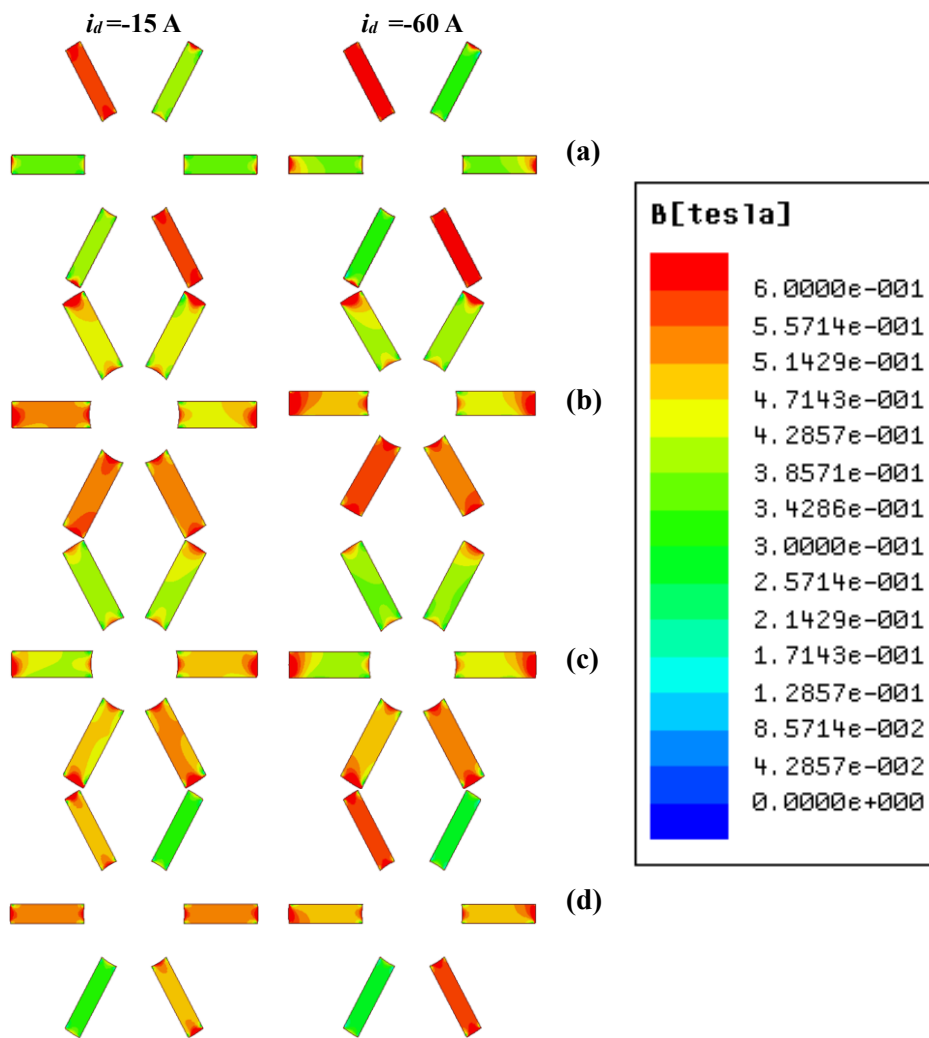 i_d =-15 A
i_d =-60 A
(a)
B[tesla]
6.0000e-001
5.5714e-001
5.1429e-001
4.7143e-001
4.2857e-001
3.8571e-001
3.4286e-001
3.0000e-001
2.5714e-001
2.1429e-001
1.7143e-001
1.2857e-001
8.5714e-002
4.2857e-002
0.0000e+000
(b)
(c)
(d)